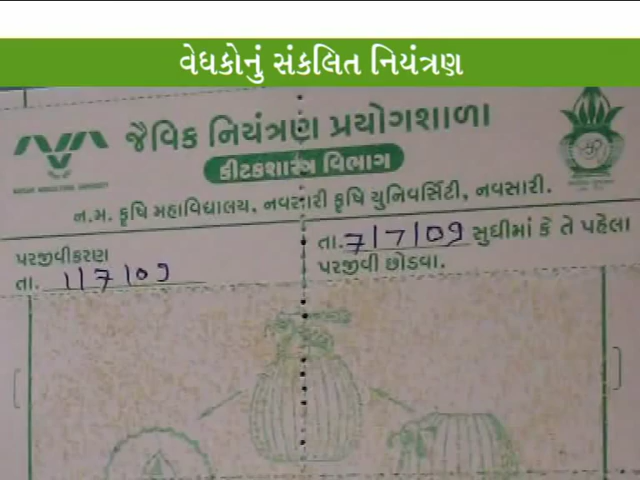 વેધકોનું સંકલિત નિયંત્રણ
જૈવિક નિયંત્રણ પ્રયોગશાળા
કીટકશાસ્ત્ર વિભાગ
ન.મ. કૃષિ મહાવિદ્યાલય, નવસારી કૃષિ યુનિવર્સિટી, નવસારી.
પરજીવીકરણ
તા. 1/7/09
તા. 7/7/09 સુધીમાં કે તે પહેલા
પરજીવી છોડવા.